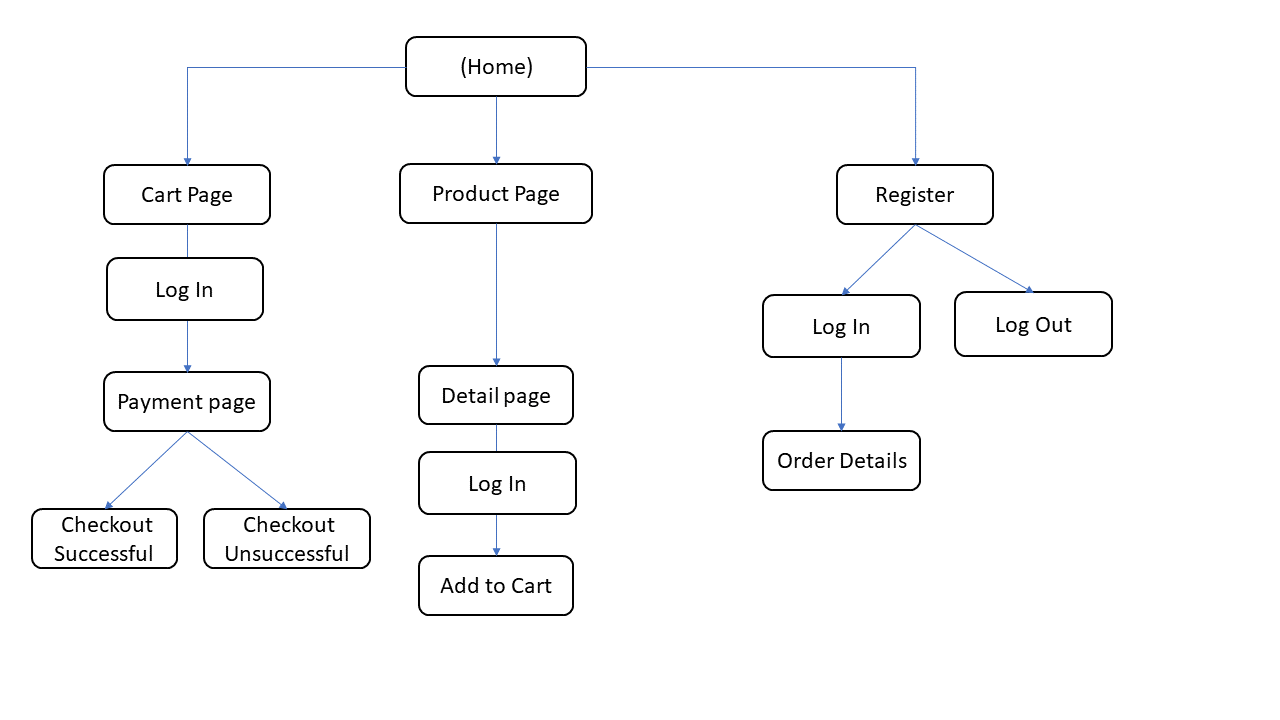 (Home)
Cart Page
Product Page
Register
Log In
Log In
Log Out
Payment page
Detail page
Order Details
Log In
Checkout
Successful
Checkout
Unsuccessful
Add to Cart